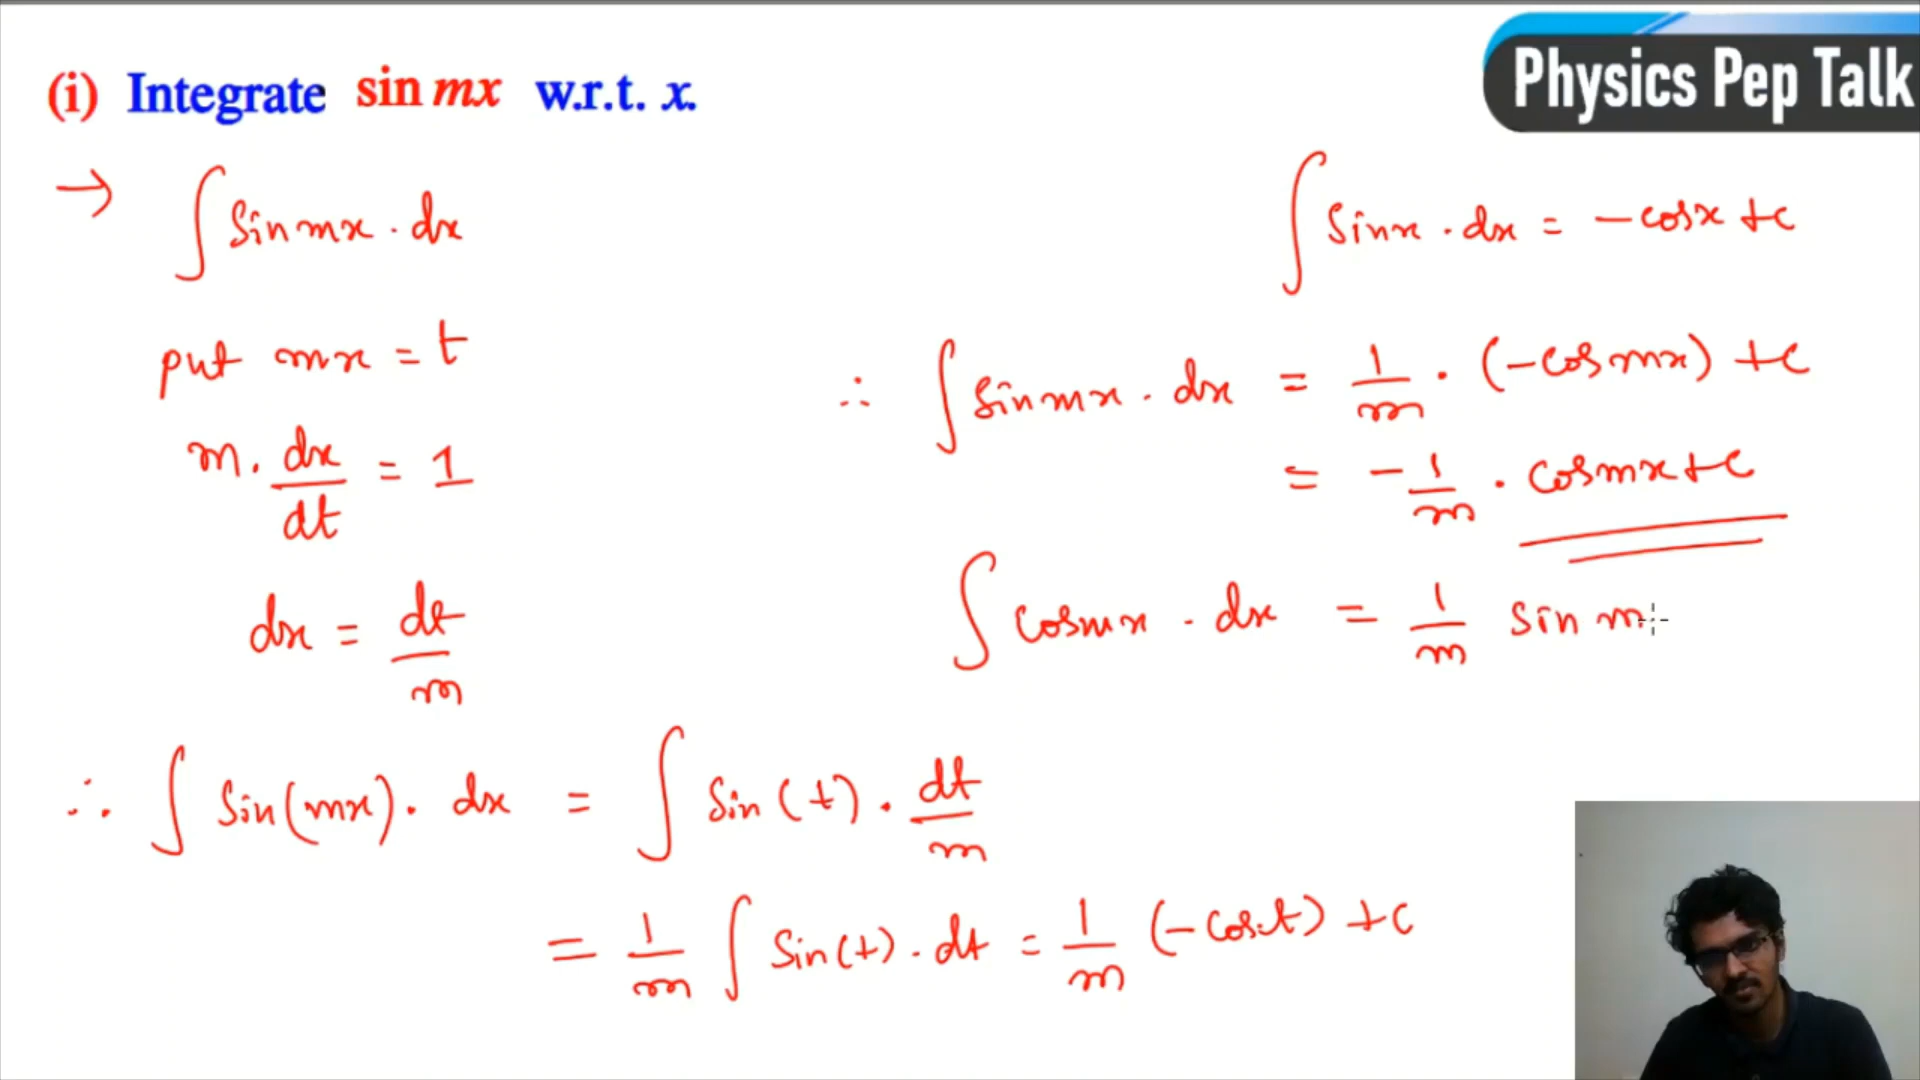 (i) Integrate sin mx w.r.t. x.
Physics Pep Talk
→ ∫ sin mx · dx
put mx = t
m · dx/dt = 1
dx = dt/m
∴ ∫ sin(mx) · dx = ∫ sin(t) · dt/m
= 1/m ∫ sin(t) · dt = 1/m (-cos t) + c
∫ sin x · dx = - cos x + c
∴ ∫ sin mx · dx = 1/m · (-cos mx) + c
= - 1/m · cos mx + c
∫ cos mx · dx = 1/m sin m